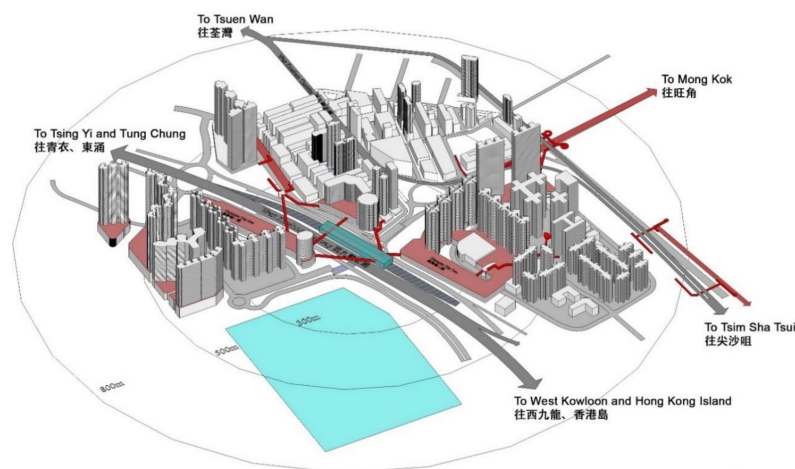 To Tsuen Wan
往荃灣
To Mong Kok
往旺角
To Tsing Yi and Tung Chung
往青衣、東涌
To Tsim Sha Tsui
往尖沙咀
To West Kowloon and Hong Kong Island
往西九龍、香港島
300m
500m
800m